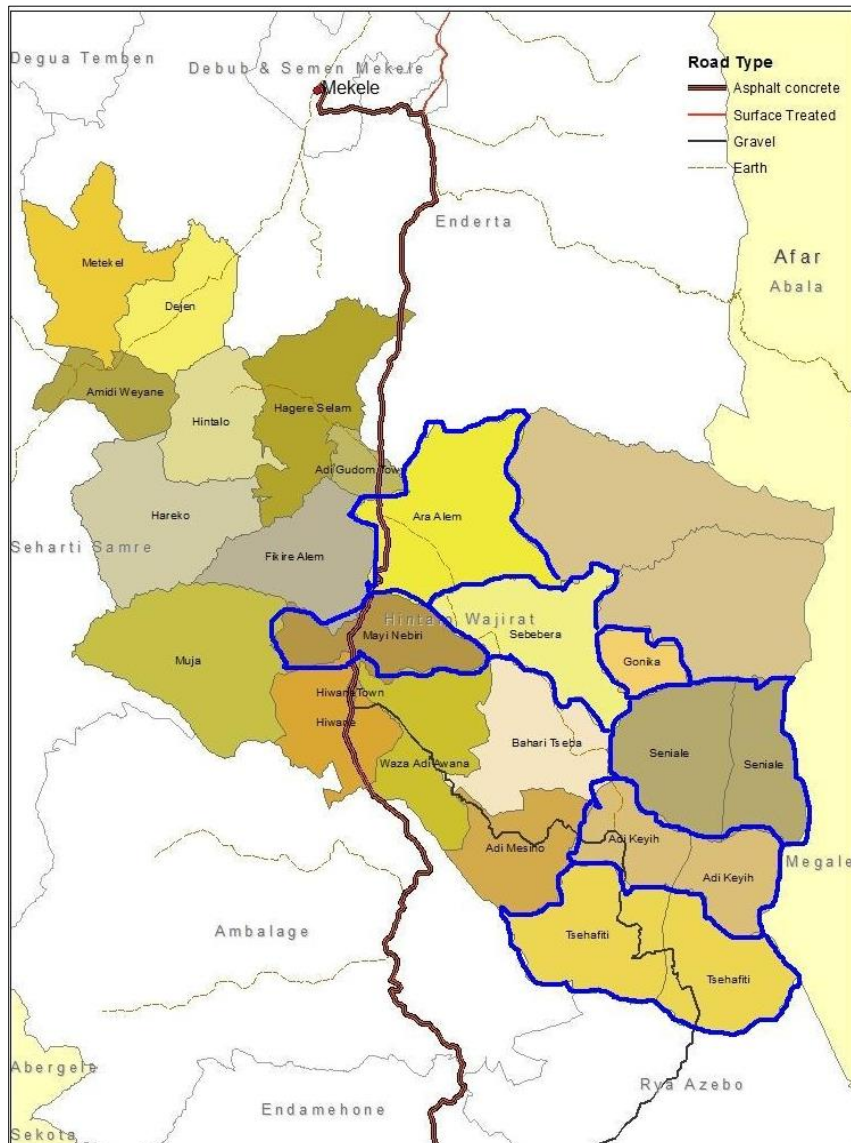 Degua Temben
Debub & Semen Mekele
Mekele
Road Type
Asphalt concrete
Surface Treated
Gravel
Earth
Enderta
Afar
Abala
Metekel
Dejen
Amidi Weyane
Hintalo
Hagere Selam
Adi Gudom Town
Hareko
Ara Alem
Seharti Samre
Fikire Alem
Hintalo Wajirat
Mayi Nebiri
Sebebera
Muja
Gonika
Hiwane Town
Hiwane
Bahari Tseba
Seniale
Seniale
Waza Adi Awana
Adi Mesino
Adi Keyih
Adi Keyih
Megale
Ambalage
Tsehafiti
Tsehafiti
Abergele
Rya Azebo
Endamehone
Sekota